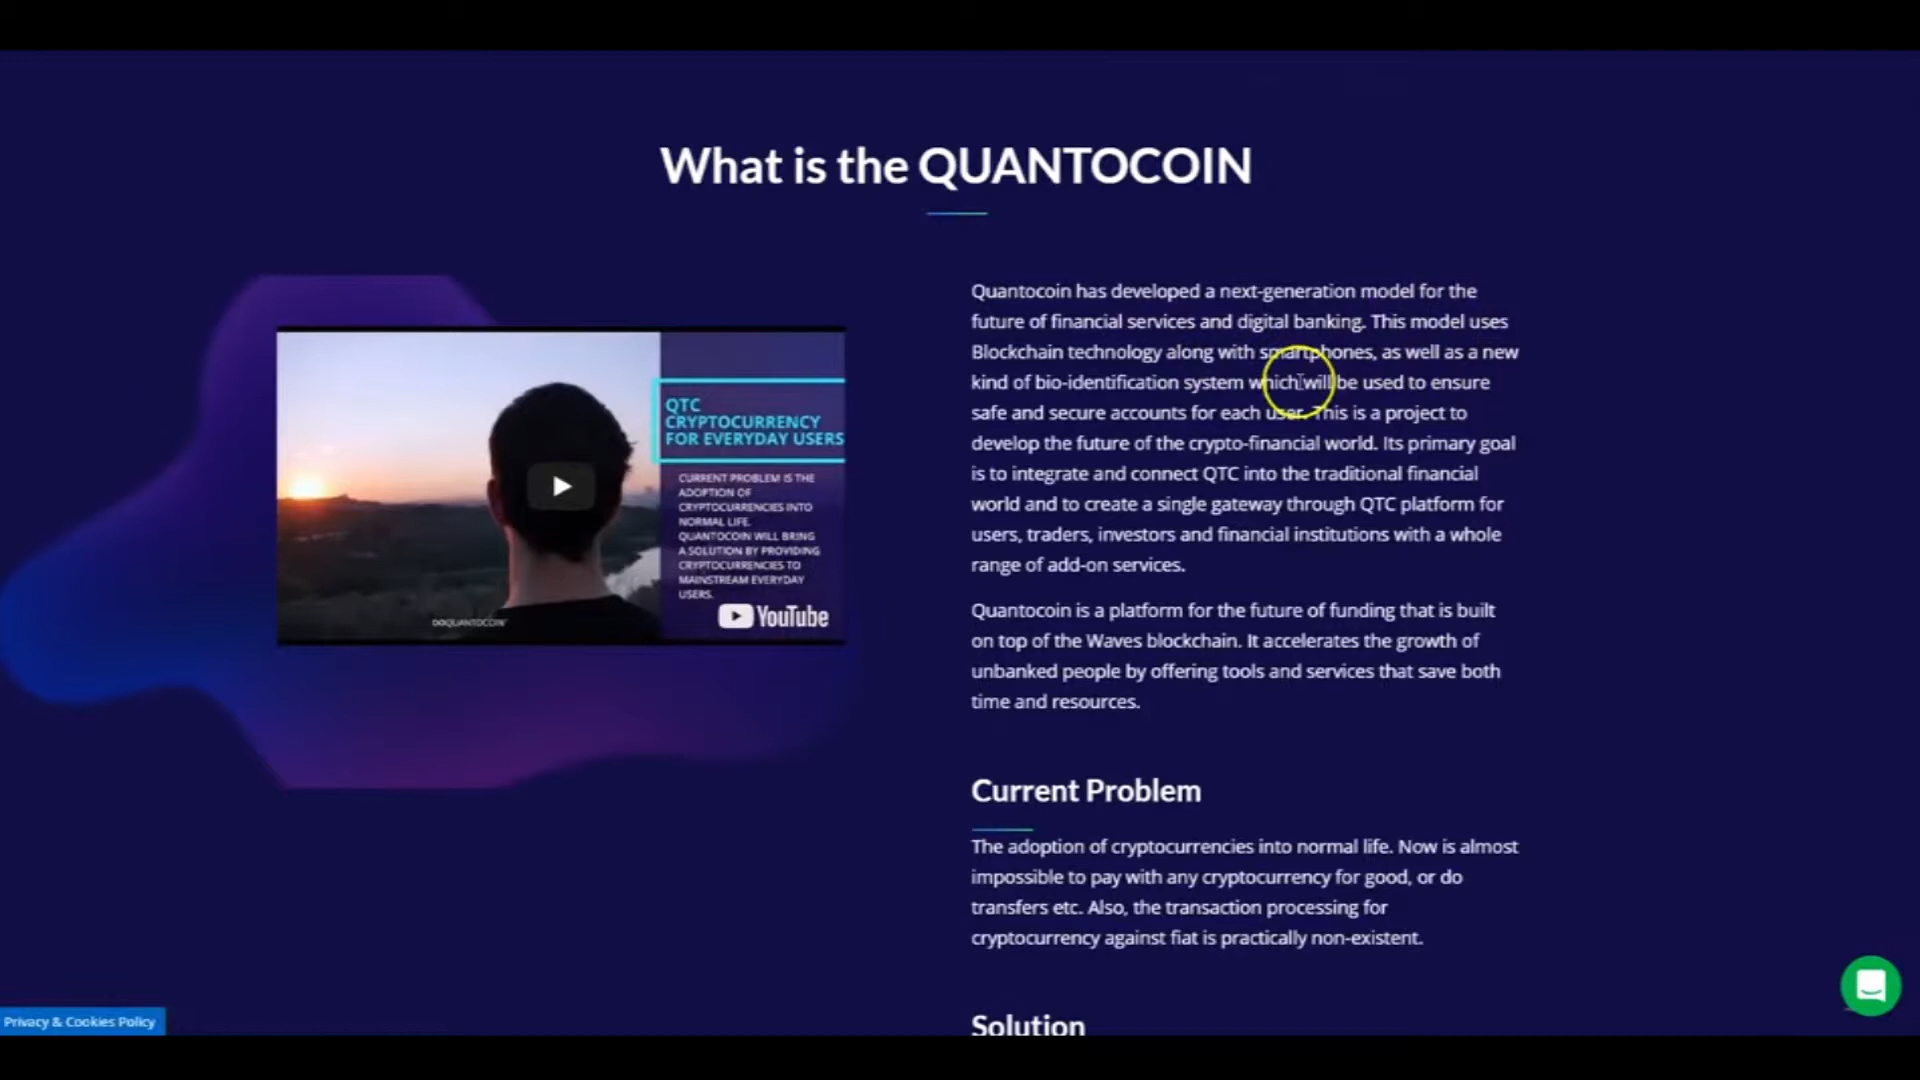 What is the QUANTOCOIN
QTC
CRYPTOCURRENCY
FOR EVERYDAY USERS
CURRENT PROBLEM IS THE
ADOPTION OF
CRYPTOCURRENCIES INTO
NORMAL LIFE.
QUANTOCOIN WILL BRING
A SOLUTION BY PROVIDING
CRYPTOCURRENCIES TO
MAINSTREAM EVERYDAY
USERS.
QUANTOCOIN
YouTube
Quantocoin has developed a next-generation model for the
future of financial services and digital banking. This model uses
Blockchain technology along with smartphones, as well as a new
kind of bio-identification system which will be used to ensure
safe and secure accounts for each user. This is a project to
develop the future of the crypto-financial world. Its primary goal
is to integrate and connect QTC into the traditional financial
world and to create a single gateway through QTC platform for
users, traders, investors and financial institutions with a whole
range of add-on services.
Quantocoin is a platform for the future of funding that is built
on top of the Waves blockchain. It accelerates the growth of
unbanked people by offering tools and services that save both
time and resources.
Current Problem
The adoption of cryptocurrencies into normal life. Now is almost
impossible to pay with any cryptocurrency for good, or do
transfers etc. Also, the transaction processing for
cryptocurrency against fiat is practically non-existent.
Solution
Privacy & Cookies Policy